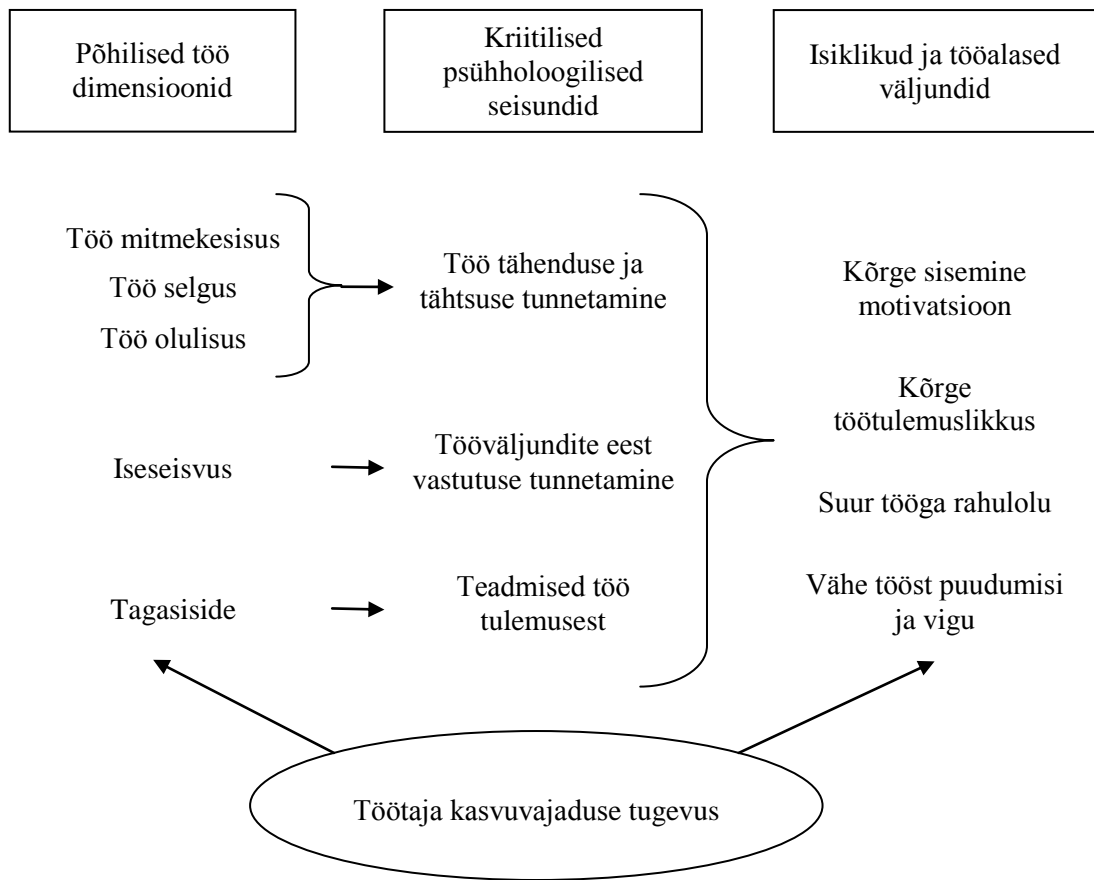 Põhilised töö
dimensioonid
Kriitilised
psühholoogilised
seisundid
Isiklikud ja tööalased
väljundid
Töö mitmekesisus
Töö selgus
Töö olulisus
Töö tähenduse ja
tähtsuse tunnetamine
Iseseisvus
Tööväljundite eest
vastutuse tunnetamine
Tagasiside
Teadmised töö
tulemusest
Kõrge sisemine
motivatsioon
Kõrge
töötulemuslikkus
Suur tööga rahulolu
Vähe tööst puudumisi
ja vigu
Töötaja kasvuvajaduse tugevus